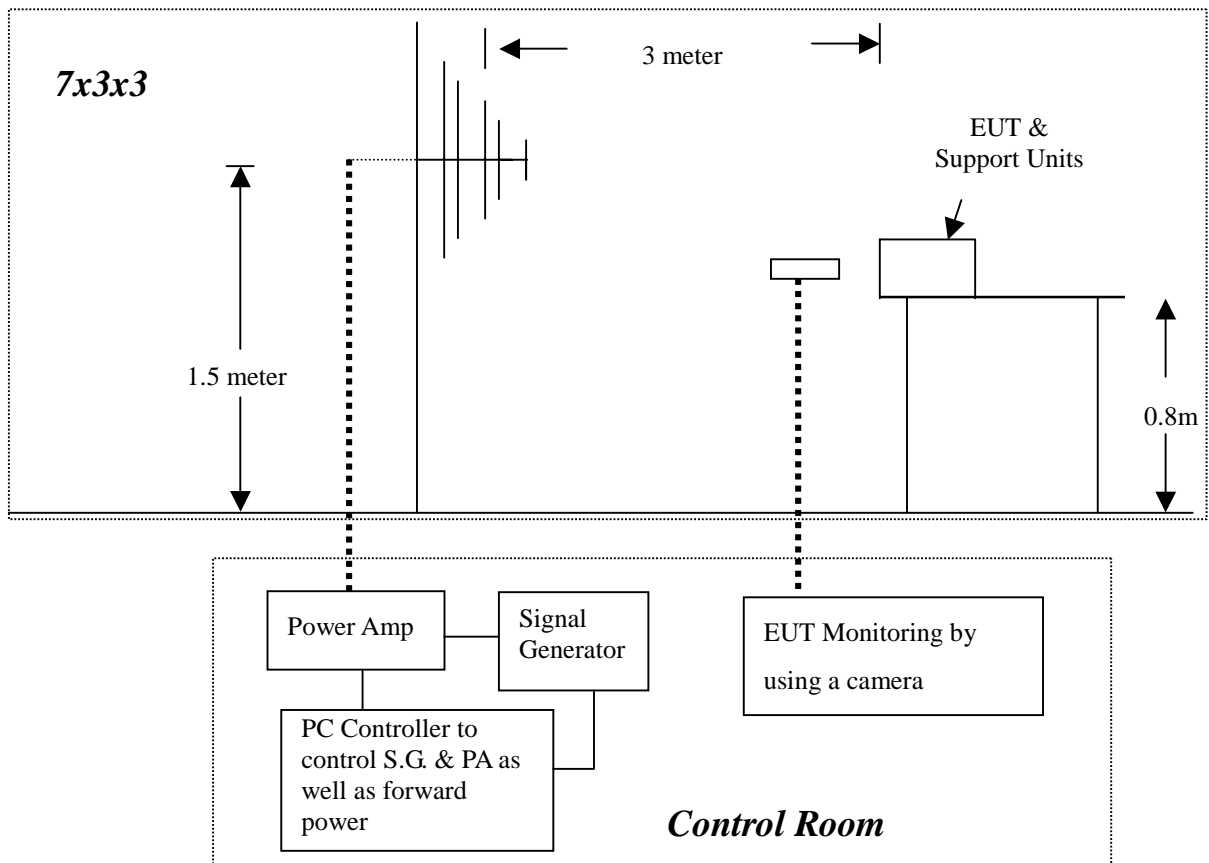 7x3x3
3 meter
EUT &
Support Units
1.5 meter
0.8m
Power Amp
Signal
Generator
EUT Monitoring by
using a camera
PC Controller to
control S.G. & PA as
well as forward
power
Control Room